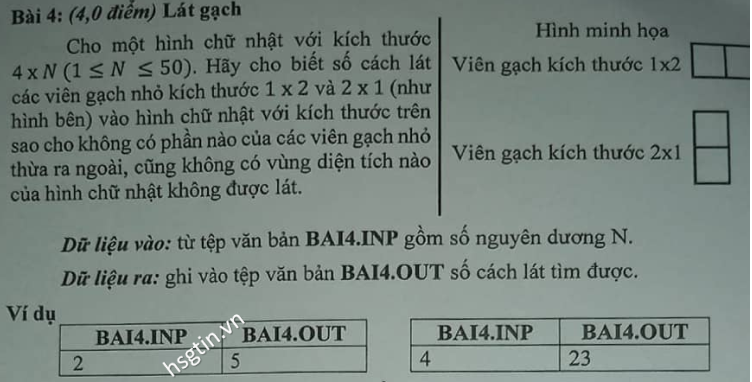 Bài 4: (4,0 điểm) Lát gạch
Cho một hình chữ nhật với kích thước
4 x N (1 ≤ N ≤ 50). Hãy cho biết số cách lát
các viên gạch nhỏ kích thước 1 x 2 và 2 x 1 (như
hình bên) vào hình chữ nhật với kích thước trên
sao cho không có phần nào của các viên gạch nhỏ
thừa ra ngoài, cũng không có vùng diện tích nào
của hình chữ nhật không được lát.
Hình minh họa
Viên gạch kích thước 1x2
Viên gạch kích thước 2x1
Dữ liệu vào: từ tệp văn bản BAI4.INP gồm số nguyên dương N.
Dữ liệu ra: ghi vào tệp văn bản BAI4.OUT số cách lát tìm được.
Ví dụ
BAI4.INP BAI4.OUT
2 5
BAI4.INP BAI4.OUT
4 23
hsgtin.vn